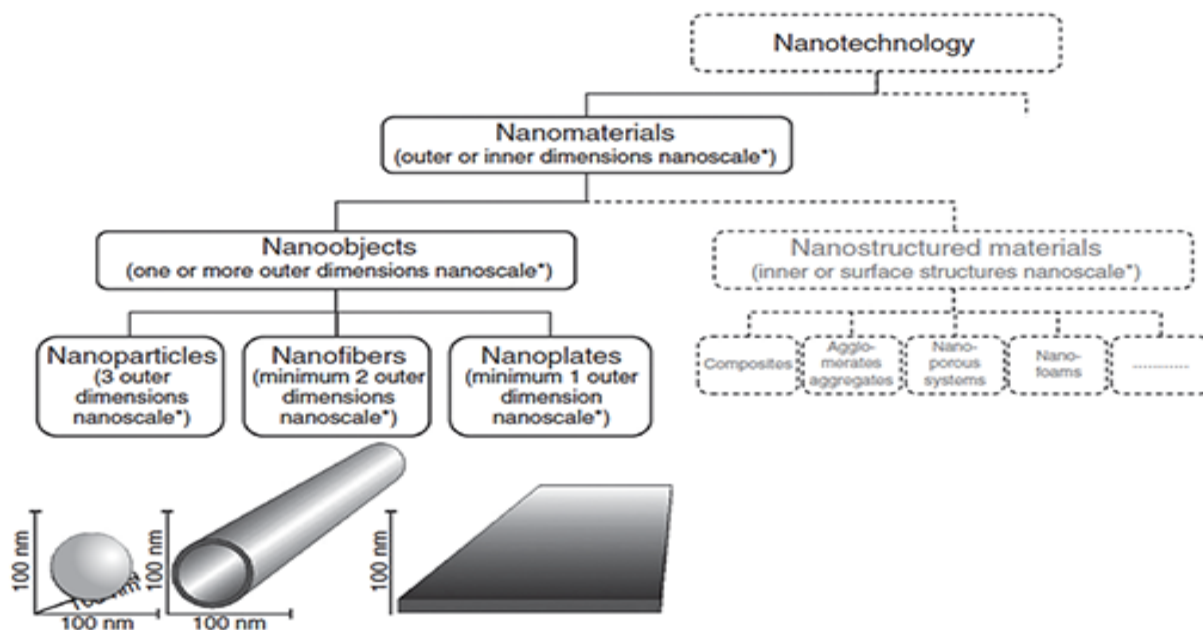 Nanotechnology
Nanomaterials
(outer or inner dimensions nanoscale*)
Nanoobjects
(one or more outer dimensions nanoscale*)
Nanostructured materials
(inner or surface structures nanoscale*)
Nanoparticles
(3 outer
dimensions
nanoscale*)
Nanofibers
(minimum 2 outer
dimensions
nanoscale*)
Nanoplates
(minimum 1 outer
dimension
nanoscale*)
Composites
Agglo-
merates
aggregates
Nano-
porous
systems
Nano-
foams
............
100 nm
100 nm
100 nm
100 nm
100 nm
100 nm